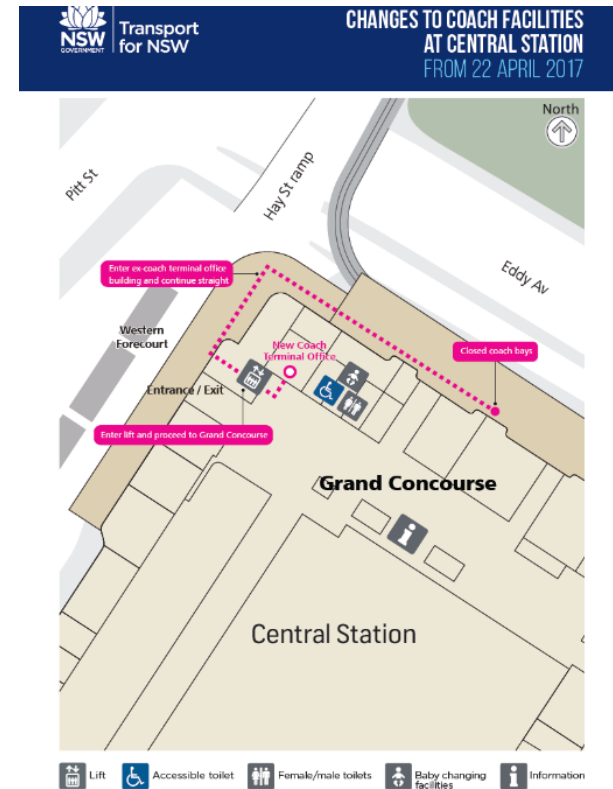 NSW
GOVERNMENT
Transport
for NSW
CHANGES TO COACH FACILITIES
AT CENTRAL STATION
FROM 22 APRIL 2017
North
Pitt St
Hay St ramp
Eddy Av
Enter ex-coach terminal office
building and continue straight
Western
Forecourt
New Coach
Terminal Office
Closed coach bays
Entrance / Exit
Enter lift and proceed to Grand Concourse
Grand Concourse
Central Station
Lift
Accessible toilet
Female/male toilets
Baby changing
facilities
Information